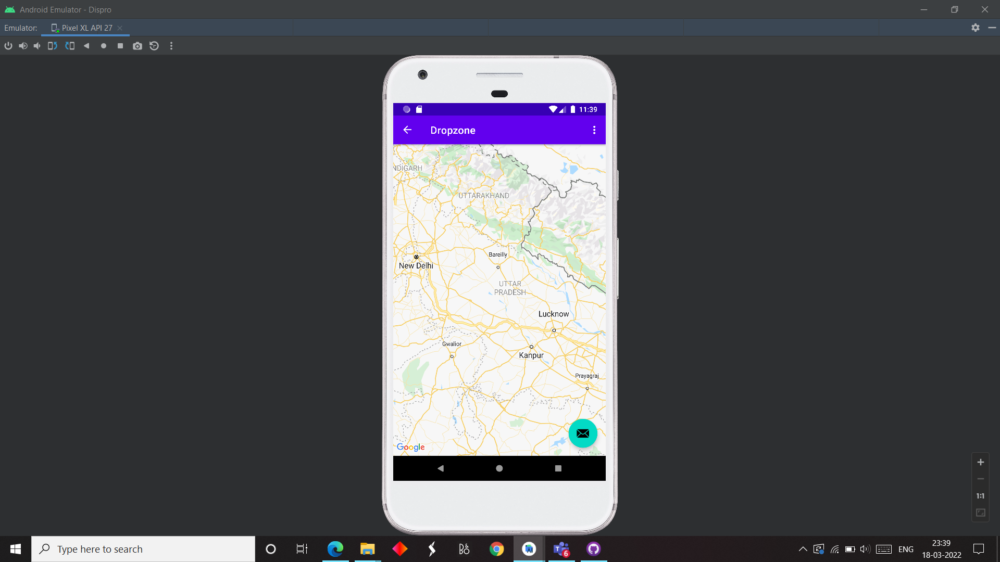 Android Emulator - Dispro
Emulator:
Pixel XL API 27
11:39
Dropzone
NDIGARH
UTTARAKHAND
Bareilly
New Delhi
UTTAR
PRADESH
Lucknow
Gwalior
Kanpur
Prayagraj
Google
1:1
Type here to search
6
ENG
23:39
18-03-2022